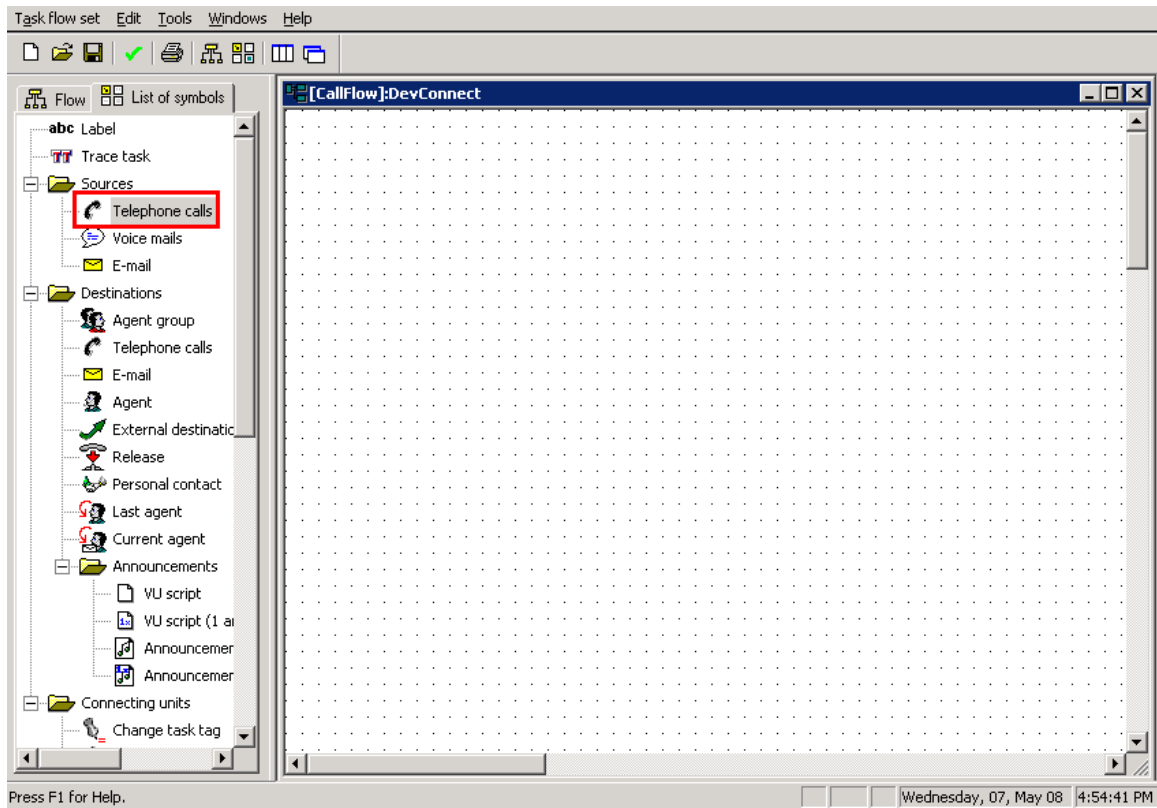 Task flow set Edit Tools Windows Help
Flow
List of symbols
[CallFlow]:DevConnect
abc Label
Trace task
Sources
Telephone calls
Voice mails
E-mail
Destinations
Agent group
Telephone calls
E-mail
Agent
External destinatic
Release
Personal contact
Last agent
Current agent
Announcements
VU script
VU script (1 a
Announcemer
Announcemer
Connecting units
Change task tag
Press F1 for Help.
Wednesday, 07, May 08
4:54:41 PM